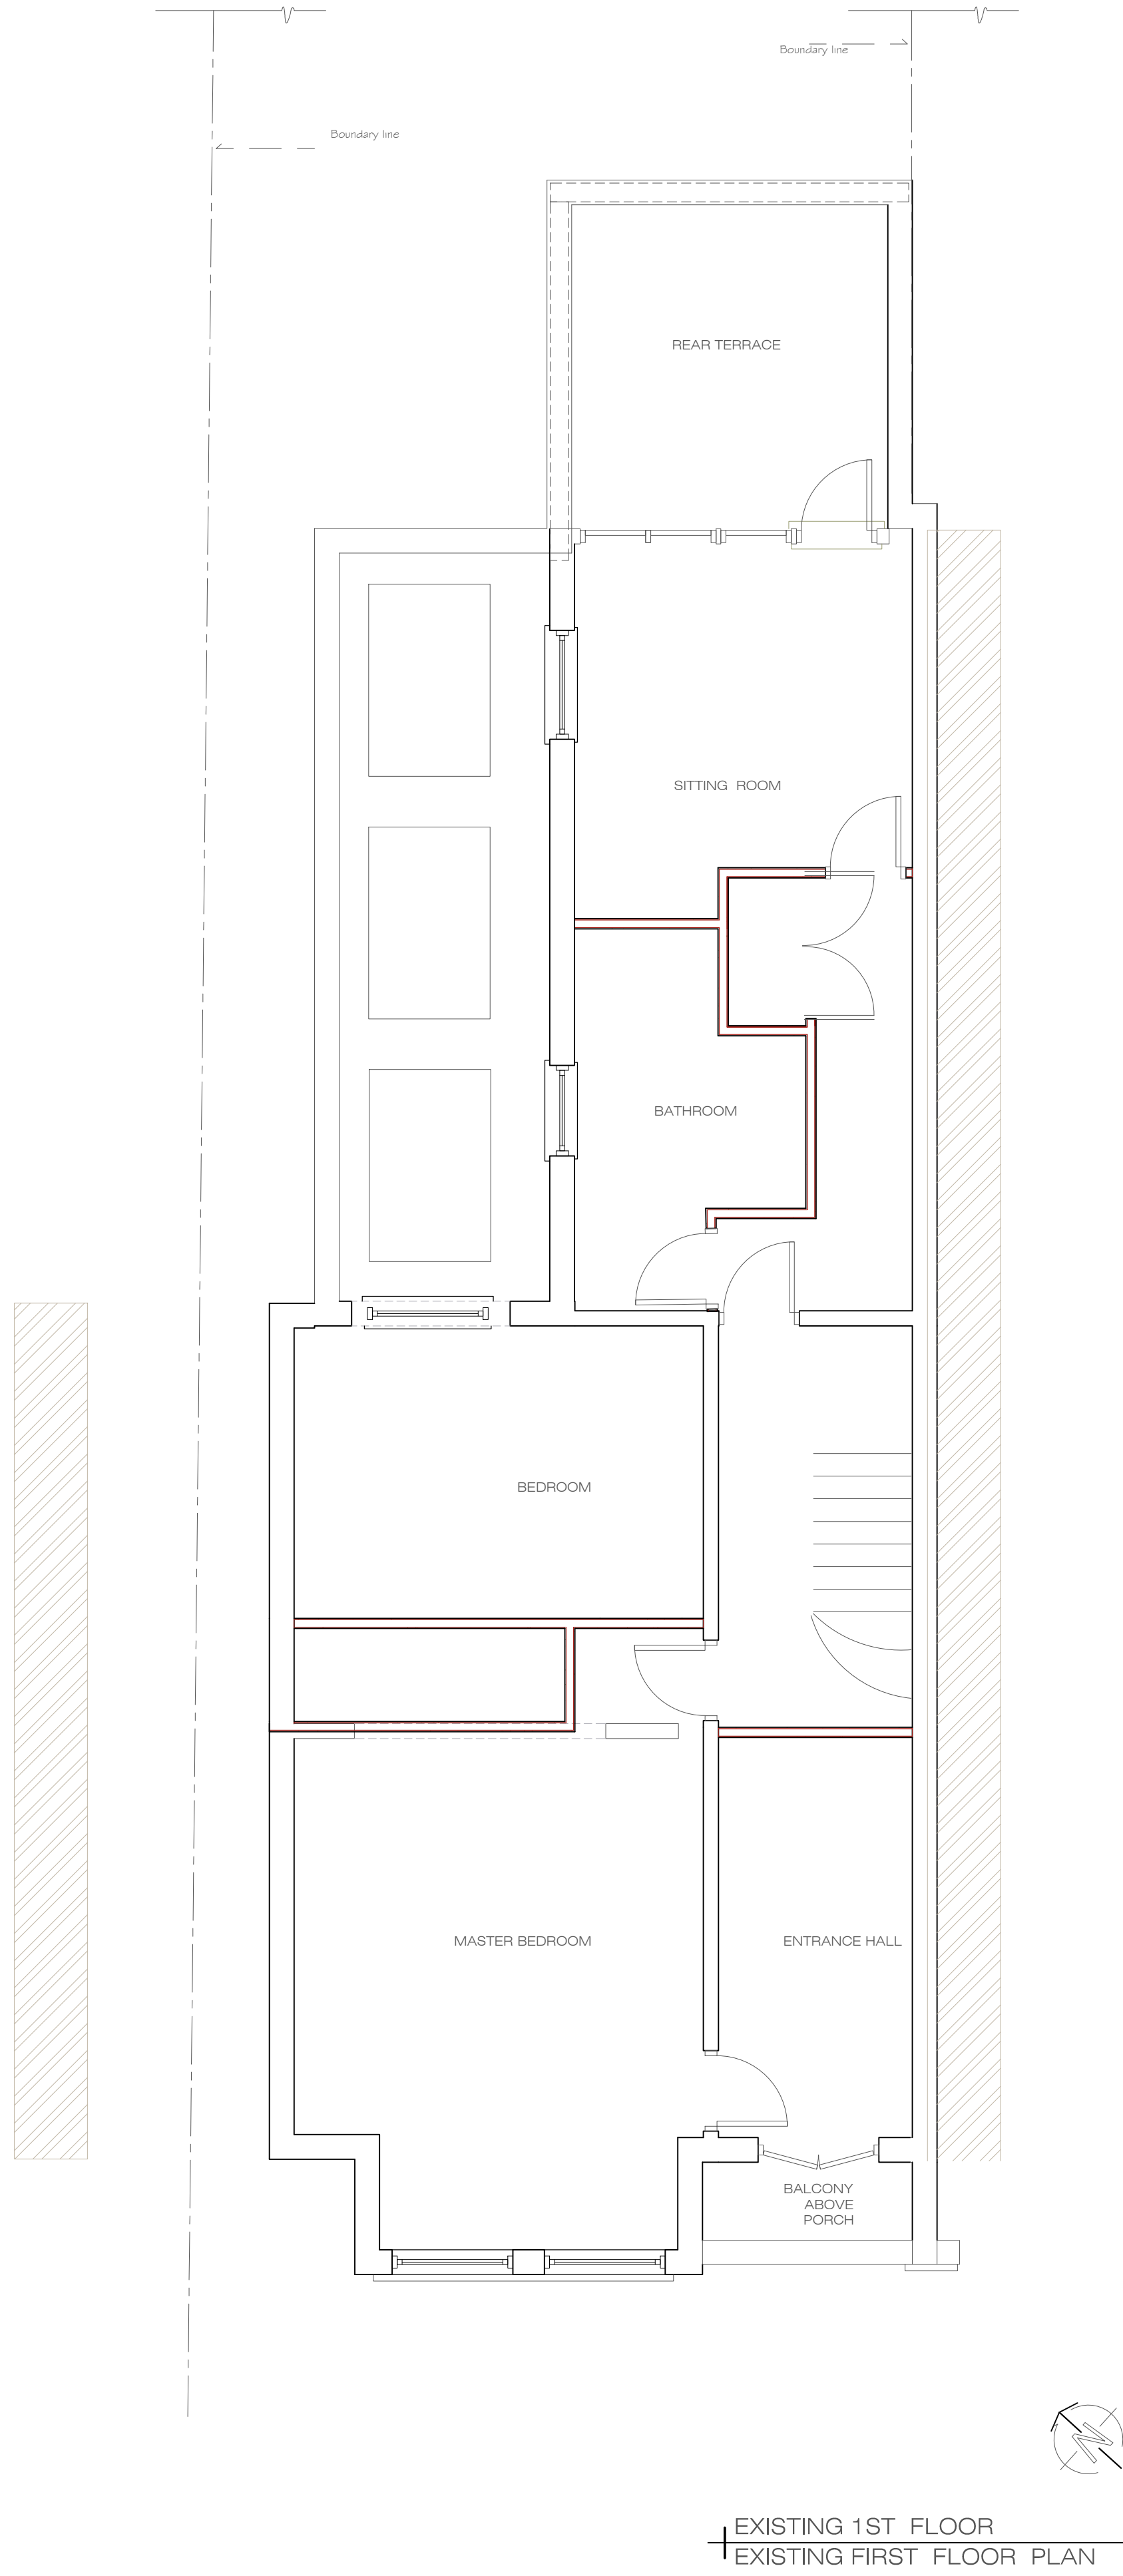 Boundary line
Boundary line
REAR TERRACE
SITTING ROOM
BATHROOM
BEDROOM
MASTER BEDROOM
ENTRANCE HALL
BALCONY
ABOVE
PORCH
N
EXISTING 1ST FLOOR
EXISTING FIRST FLOOR PLAN